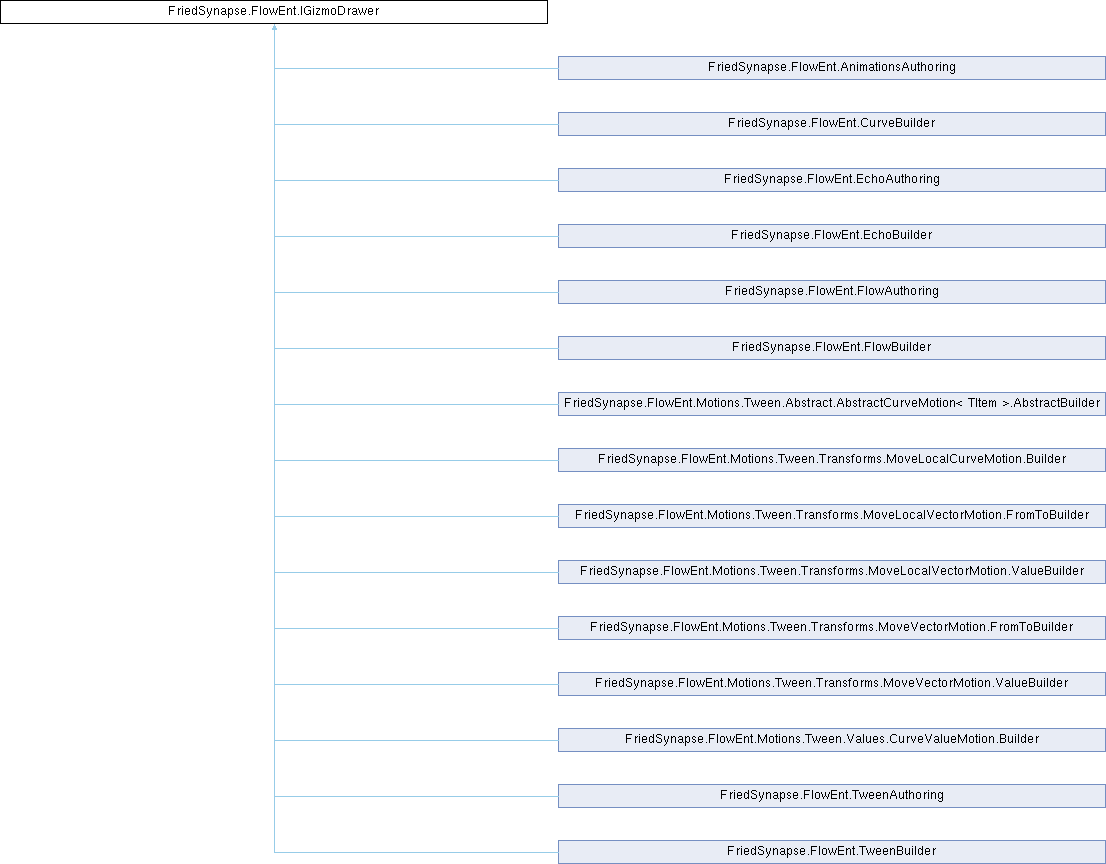 FriedSynapse.FlowEnt.IGizmoDrawer
FriedSynapse.FlowEnt.AnimationsAuthoring
FriedSynapse.FlowEnt.CurveBuilder
FriedSynapse.FlowEnt.EchoAuthoring
FriedSynapse.FlowEnt.EchoBuilder
FriedSynapse.FlowEnt.FlowAuthoring
FriedSynapse.FlowEnt.FlowBuilder
FriedSynapse.FlowEnt.Motions.Tween.Abstract.AbstractCurveMotion< TItem >.AbstractBuilder
FriedSynapse.FlowEnt.Motions.Tween.Transforms.MoveLocalCurveMotion.Builder
FriedSynapse.FlowEnt.Motions.Tween.Transforms.MoveLocalVectorMotion.FromToBuilder
FriedSynapse.FlowEnt.Motions.Tween.Transforms.MoveLocalVectorMotion.ValueBuilder
FriedSynapse.FlowEnt.Motions.Tween.Transforms.MoveVectorMotion.FromToBuilder
FriedSynapse.FlowEnt.Motions.Tween.Transforms.MoveVectorMotion.ValueBuilder
FriedSynapse.FlowEnt.Motions.Tween.Values.CurveValueMotion.Builder
FriedSynapse.FlowEnt.TweenAuthoring
FriedSynapse.FlowEnt.TweenBuilder